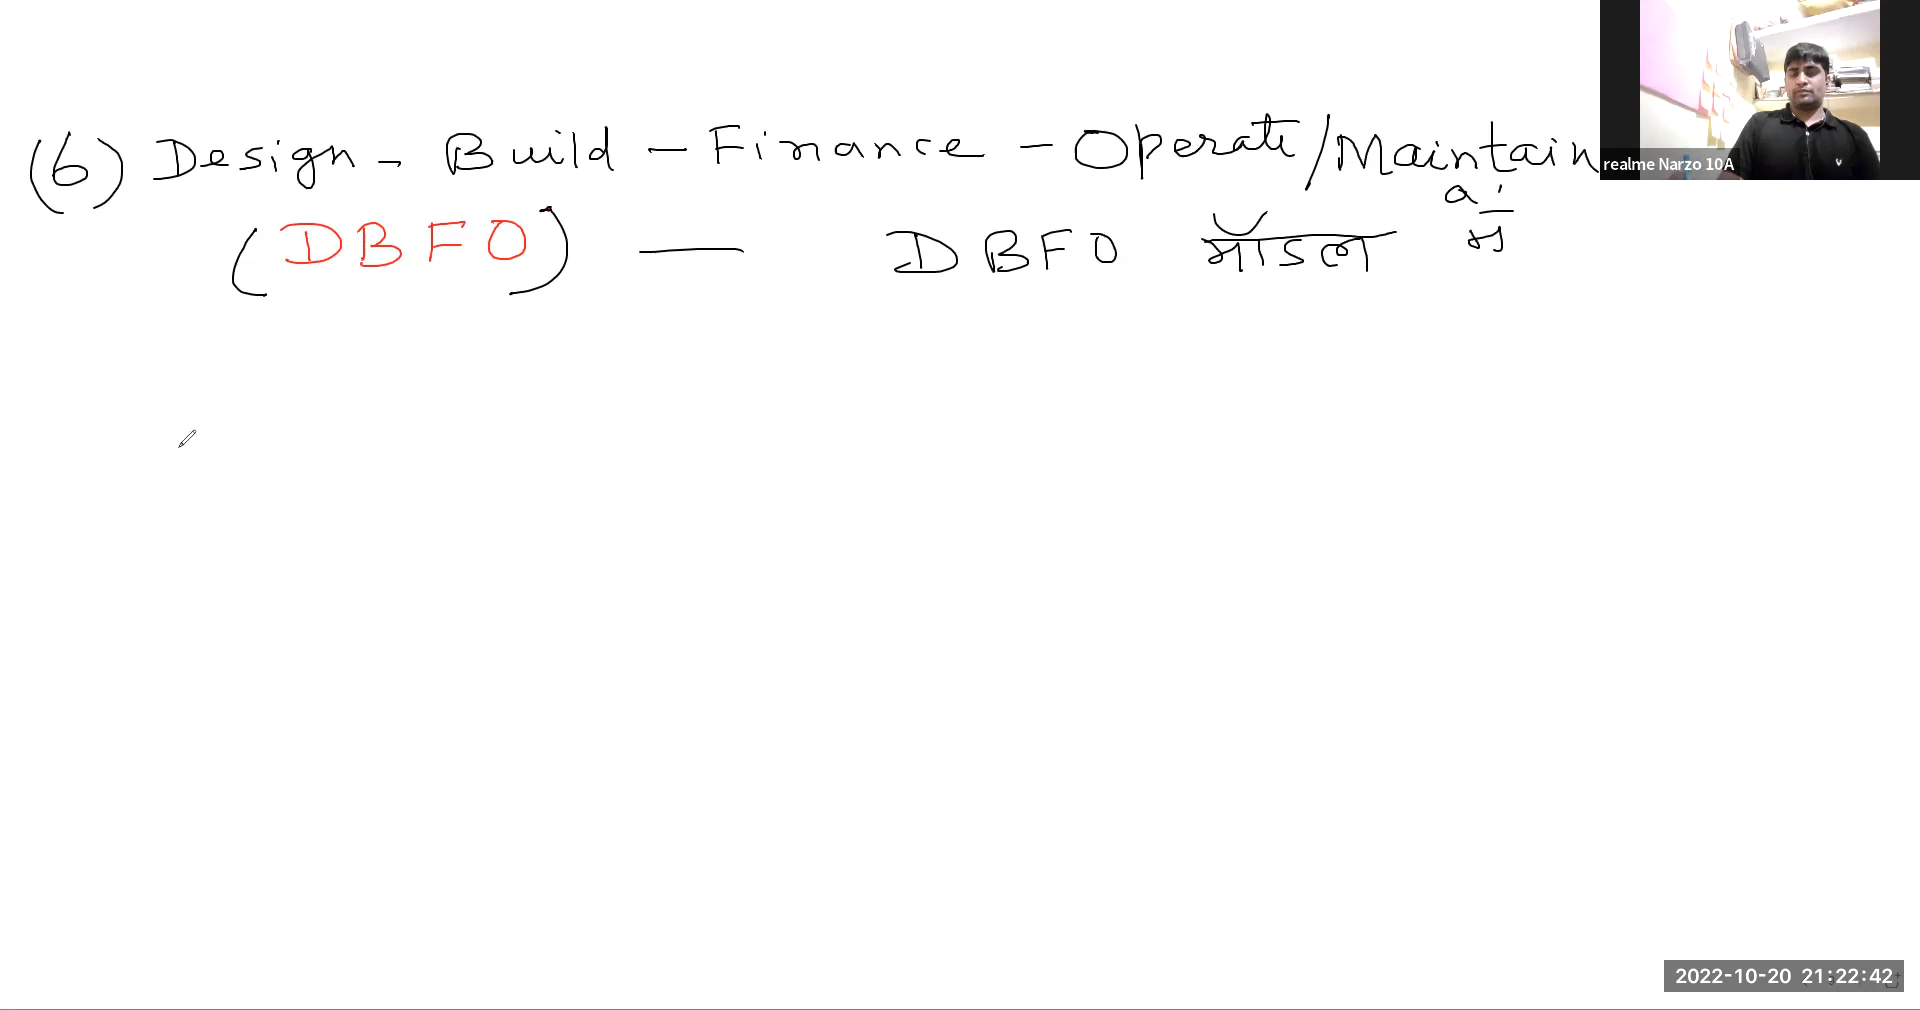 (6) Design - Build - Finance - Operate/Maintain
(DBFO) — DBFO मॉडल में
realme Narzo 10A
2022-10-20 21:22:42